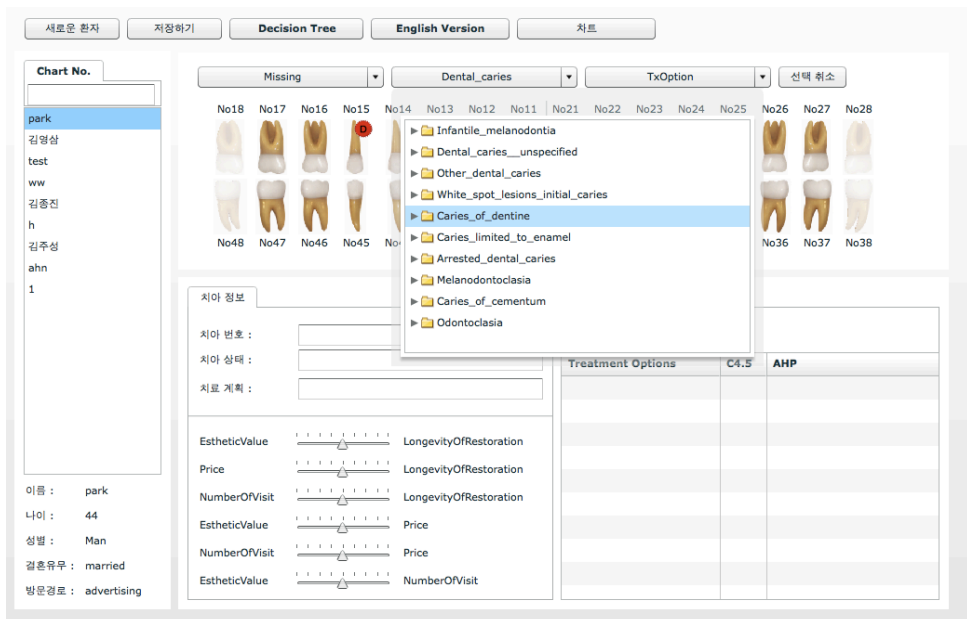 새로운 환자 저장하기 Decision Tree English Version 차트
Chart No.
park
김영삼
test
ww
김종진
h
김주성
ahn
1
이름 : park
나이 : 44
성별 : Man
결혼유무 : married
방문경로 : advertising
Missing Dental_caries TxOption 선택 취소
No18 No17 No16 No15 No14 No13 No12 No11 No21 No22 No23 No24 No25 No26 No27 No28
D
Infantile_melanodontia
Dental_caries__unspecified
Other_dental_caries
White_spot_lesions_initial_caries
Caries_of_dentine
Caries_limited_to_enamel
Arrested_dental_caries
Melanodontoclasia
Caries_of_cementum
Odontoclasia
No48 No47 No46 No45 No36 No37 No38
치아 정보
치아 번호 :
치아 상태 :
치료 계획 :
EstheticValue LongevityOfRestoration
Price LongevityOfRestoration
NumberOfVisit LongevityOfRestoration
EstheticValue Price
NumberOfVisit Price
EstheticValue NumberOfVisit
Treatment Options C4.5 AHP